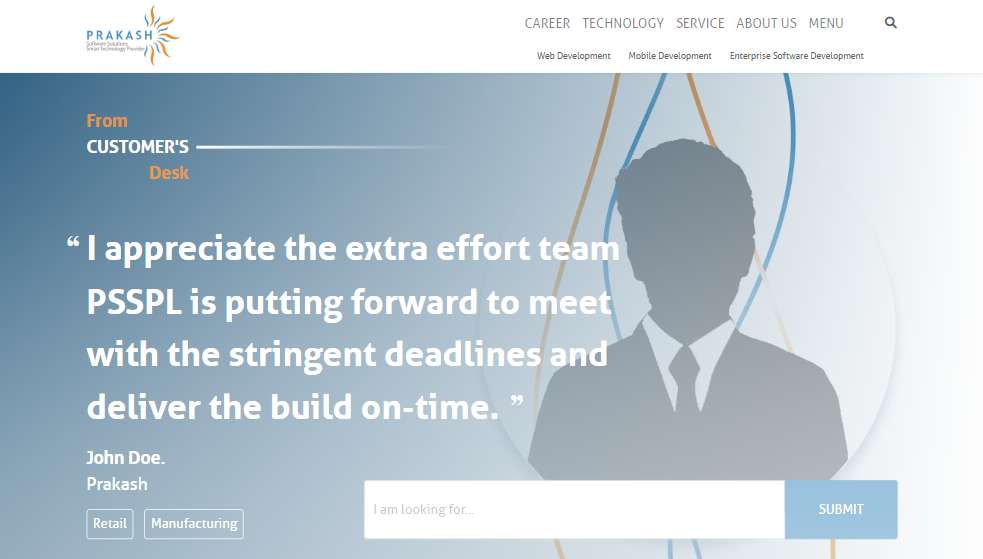 PRAKASH
Software Solutions
Smart Technology Provider
CAREER TECHNOLOGY SERVICE ABOUT US MENU
Web Development Mobile Development Enterprise Software Development
From
CUSTOMER'S
Desk
“ I appreciate the extra effort team
PSSPL is putting forward to meet
with the stringent deadlines and
deliver the build on-time. ”
John Doe.
Prakash
Retail Manufacturing
I am looking for... SUBMIT